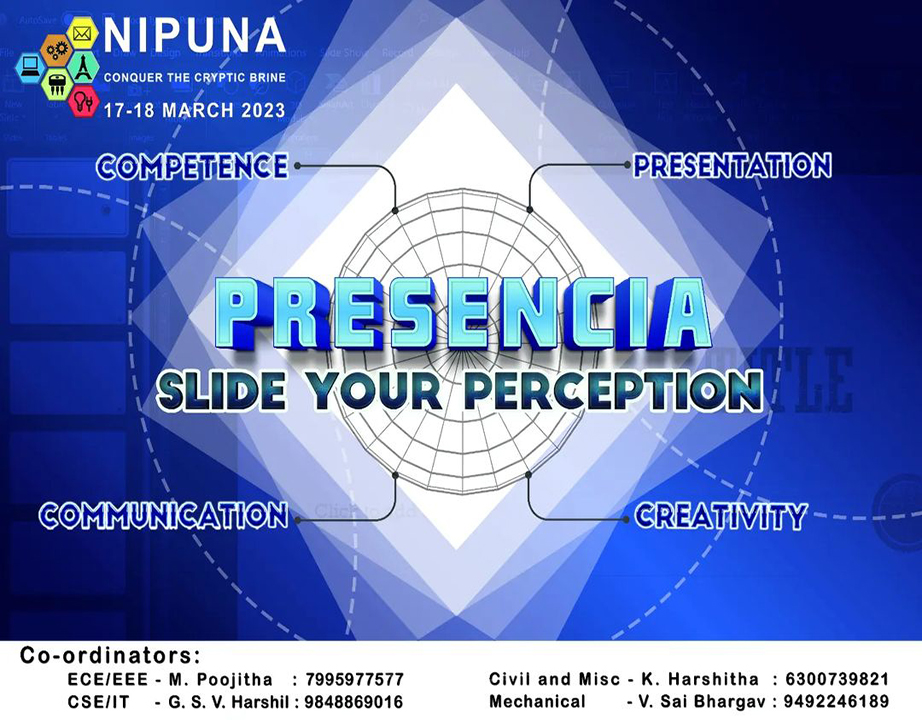 NIPUNA
CONQUER THE CRYPTIC BRINE
17-18 MARCH 2023
COMPETENCE
PRESENTATION
PRESENCIA
SLIDE YOUR PERCEPTION
TITLE
COMMUNICATION
CREATIVITY
Co-ordinators:
ECE/EEE - M. Poojitha : 7995977577
Civil and Misc - K. Harshitha : 6300739821
CSE/IT - G. S. V. Harshil : 9848869016
Mechanical - V. Sai Bhargav : 9492246189